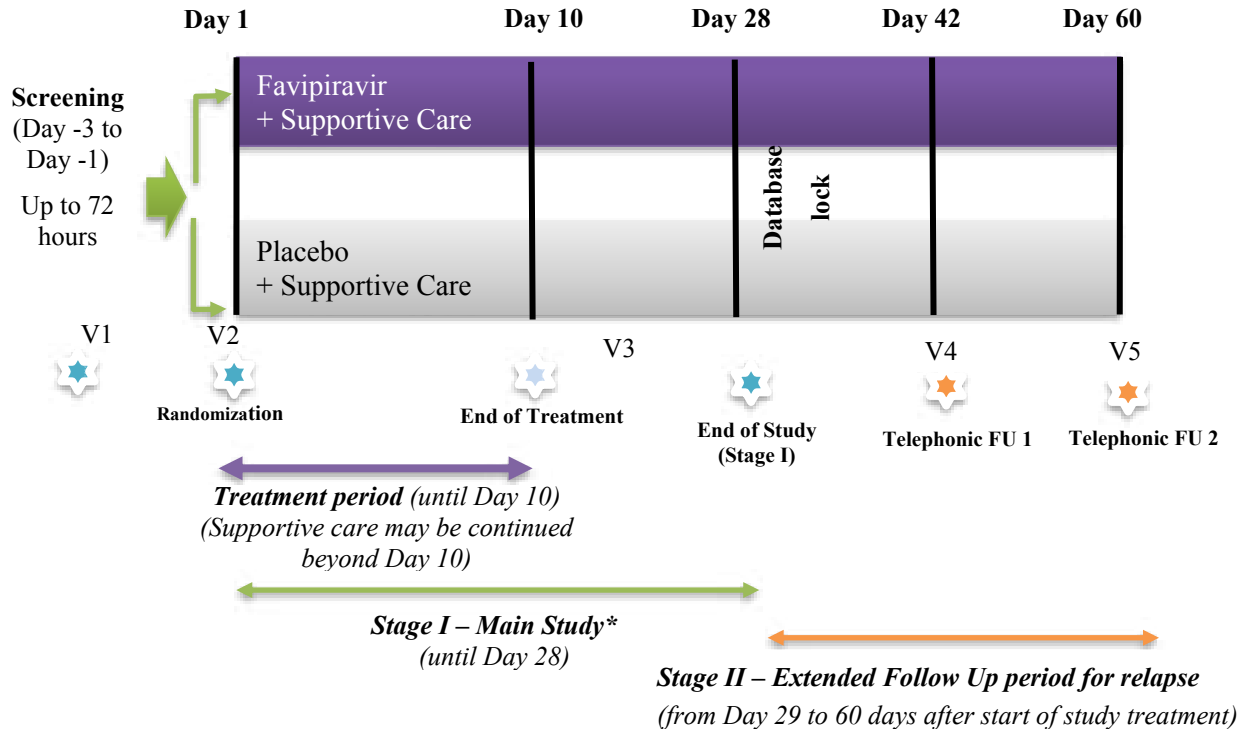 Day 1
Day 10
Day 28
Day 42
Day 60
Screening
(Day -3 to
Day -1)
Up to 72
hours
Favipiravir
+ Supportive Care
Database
lock
Placebo
+ Supportive Care
V1
V2
V3
V4
V5
Randomization
End of Treatment
End of Study
(Stage I)
Telephonic FU 1
Telephonic FU 2
Treatment period (until Day 10)
(Supportive care may be continued
beyond Day 10)
Stage I – Main Study*
(until Day 28)
Stage II – Extended Follow Up period for relapse
(from Day 29 to 60 days after start of study treatment)